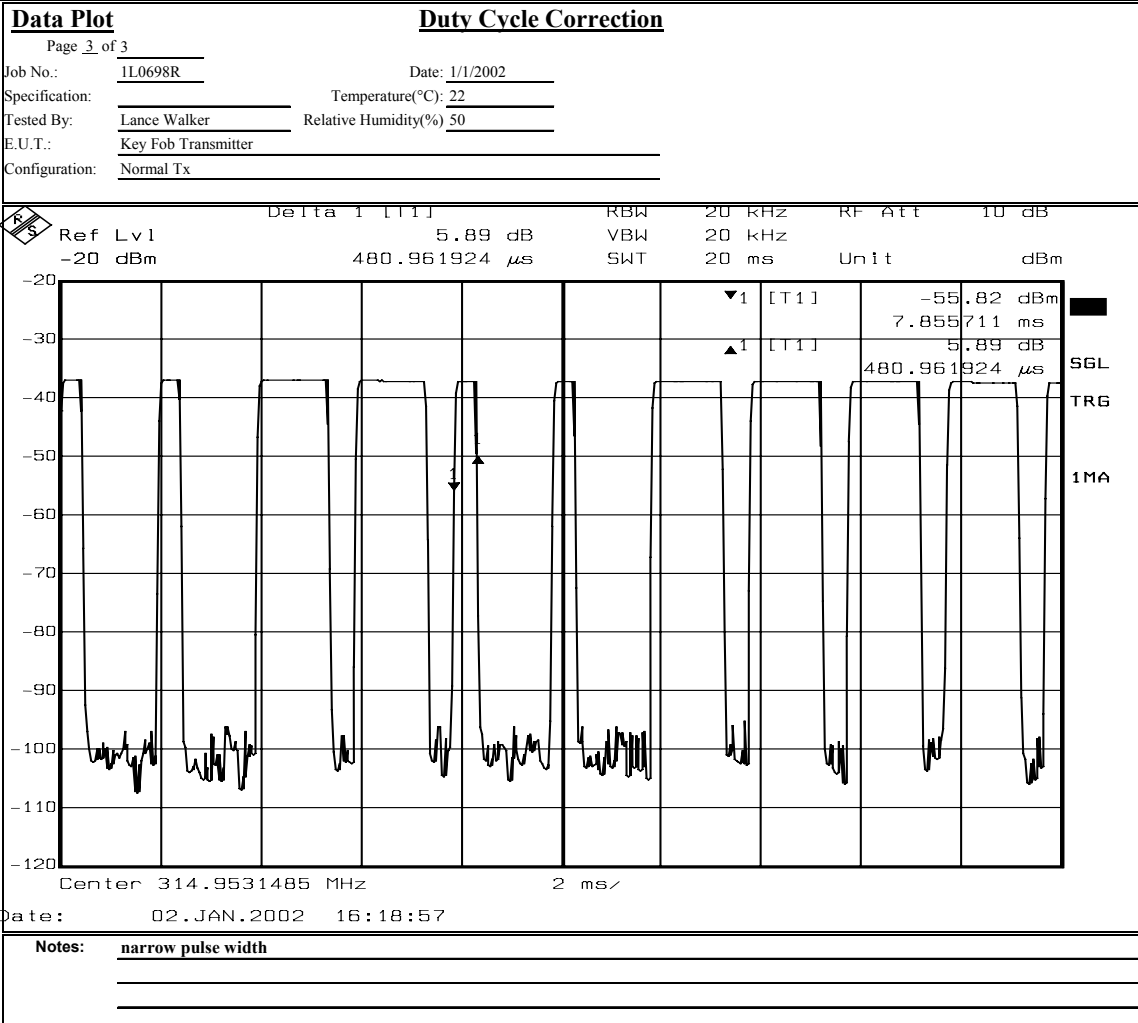 Data Plot Duty Cycle Correction
Page 3 of 3
Job No.: 1L0698R Date: 1/1/2002
Specification: Temperature(°C): 22
Tested By: Lance Walker Relative Humidity(%) 50
E.U.T.: Key Fob Transmitter
Configuration: Normal Tx
R S
Delta 1 [T1] RBW 20 kHz RF Att 10 dB
Ref Lvl 5.89 dB VBW 20 kHz
-20 dBm 480.961924 µs SWT 20 ms Unit dBm
-20
▼1 [T1] -55.82 dBm
7.855711 ms
-30
▲1 [T1] 5.89 dB
480.961924 µs SGL
-40
TRG
-50
1
1MA
-60
-70
-80
-90
-100
-110
-120
Center 314.9531485 MHz 2 ms/
Date: 02.JAN.2002 16:18:57
Notes: narrow pulse width